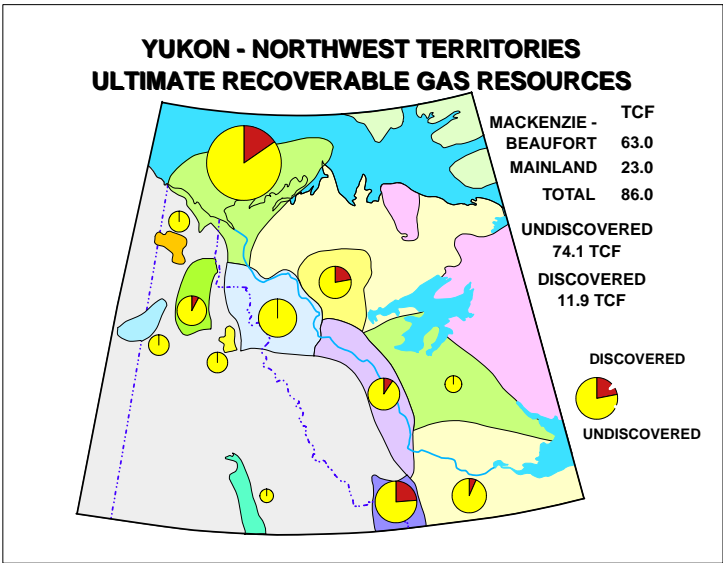 YUKON - NORTHWEST TERRITORIES
ULTIMATE RECOVERABLE GAS RESOURCES
TCF
MACKENZIE -
BEAUFORT 63.0
MAINLAND 23.0
TOTAL 86.0
UNDISCOVERED
74.1 TCF
DISCOVERED
11.9 TCF
DISCOVERED
UNDISCOVERED